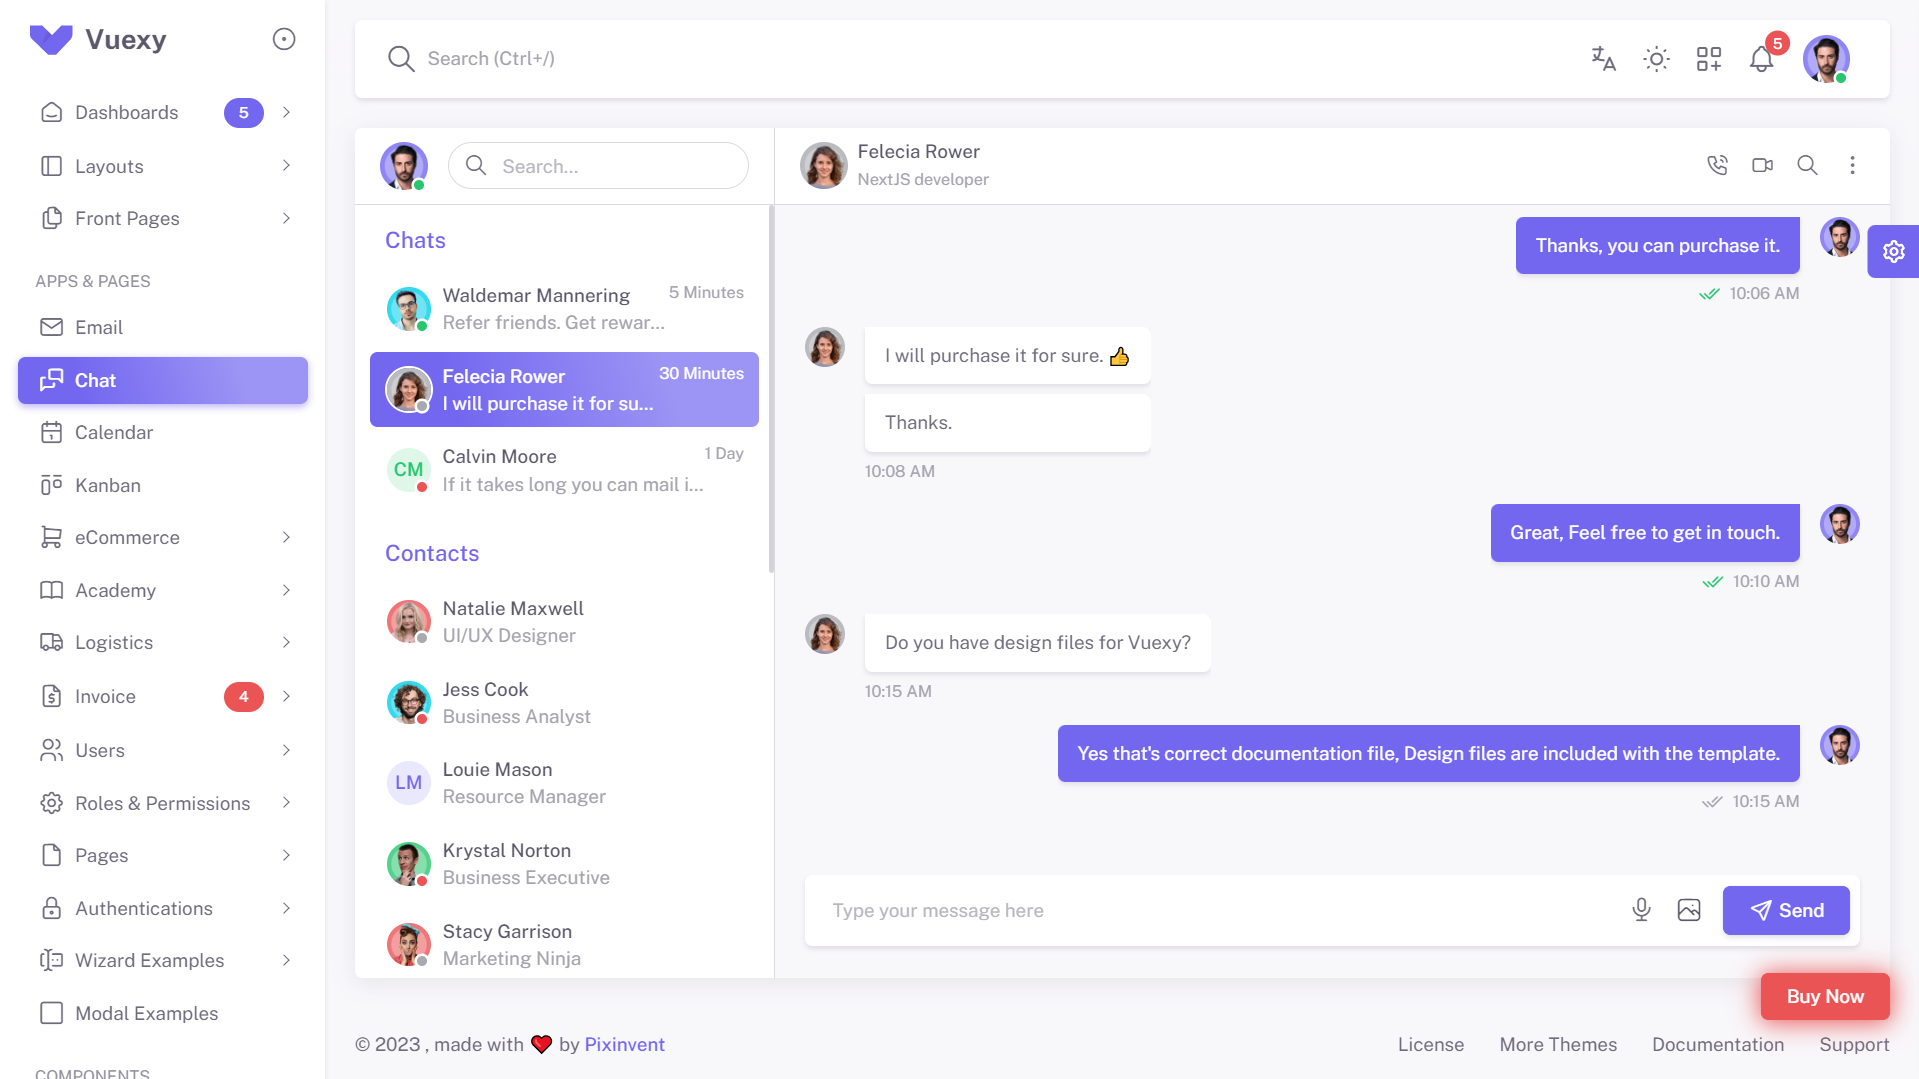 Vuexy
Dashboards 5
Layouts
Front Pages
APPS & PAGES
Email
Chat
Calendar
Kanban
eCommerce
Academy
Logistics
Invoice 4
Users
Roles & Permissions
Pages
Authentications
Wizard Examples
Modal Examples
COMPONENTS
Search (Ctrl+/)
5
Search...
Chats
Waldemar Mannering 5 Minutes
Refer friends. Get rewar...
Felecia Rower 30 Minutes
I will purchase it for su...
CM
Calvin Moore 1 Day
If it takes long you can mail i...
Contacts
Natalie Maxwell
UI/UX Designer
Jess Cook
Business Analyst
LM
Louie Mason
Resource Manager
Krystal Norton
Business Executive
Stacy Garrison
Marketing Ninja
Felecia Rower
NextJS developer
Thanks, you can purchase it.
10:06 AM
I will purchase it for sure. 👍
Thanks.
10:08 AM
Great, Feel free to get in touch.
10:10 AM
Do you have design files for Vuexy?
10:15 AM
Yes that's correct documentation file, Design files are included with the template.
10:15 AM
Type your message here
Send
Buy Now
© 2023 , made with ❤️ by Pixinvent
License More Themes Documentation Support